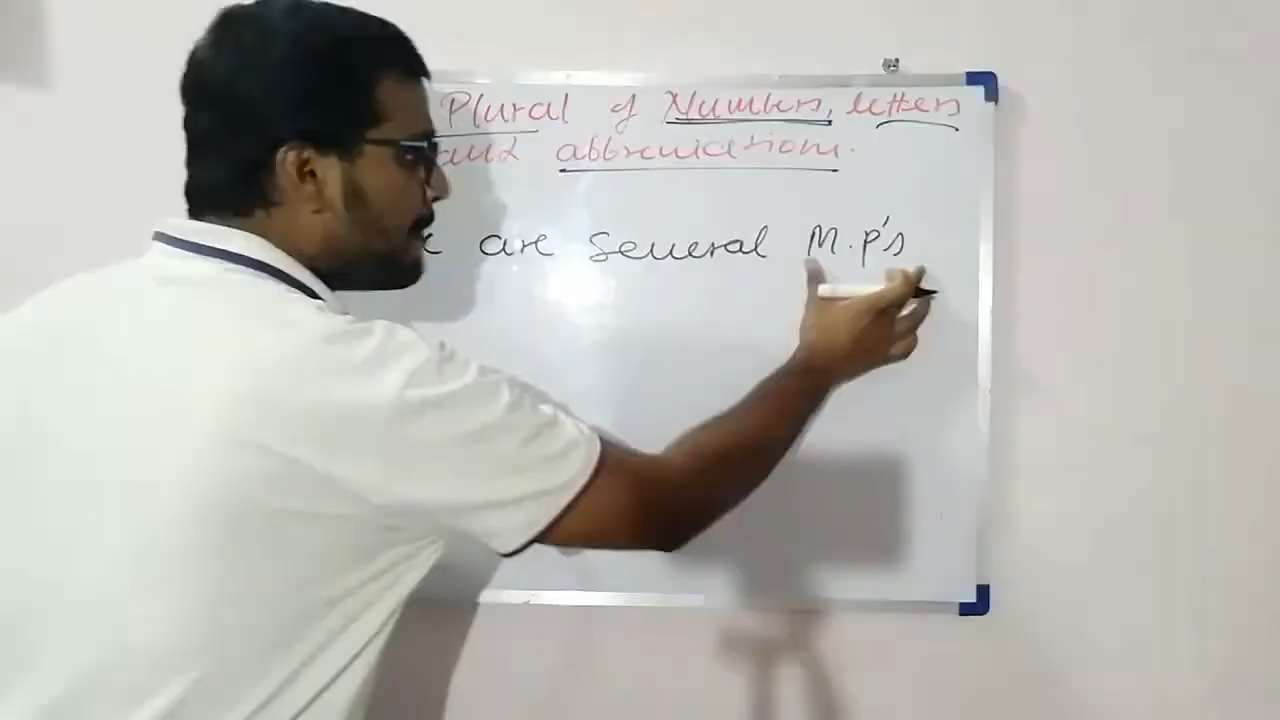 Plural of Numbers, letters
and abbreviations.
are several M.P's